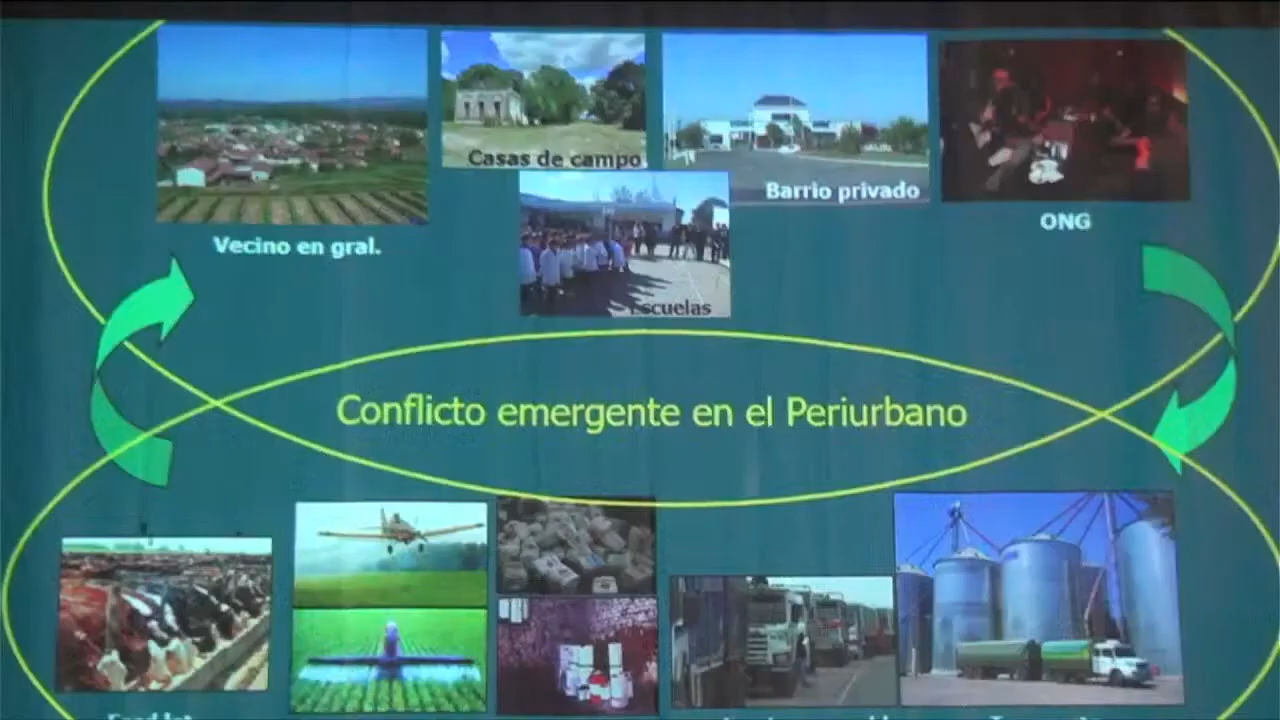 Casas de campo
Barrio privado
ONG
Vecino en gral.
Escuelas
Conflicto emergente en el Periurbano